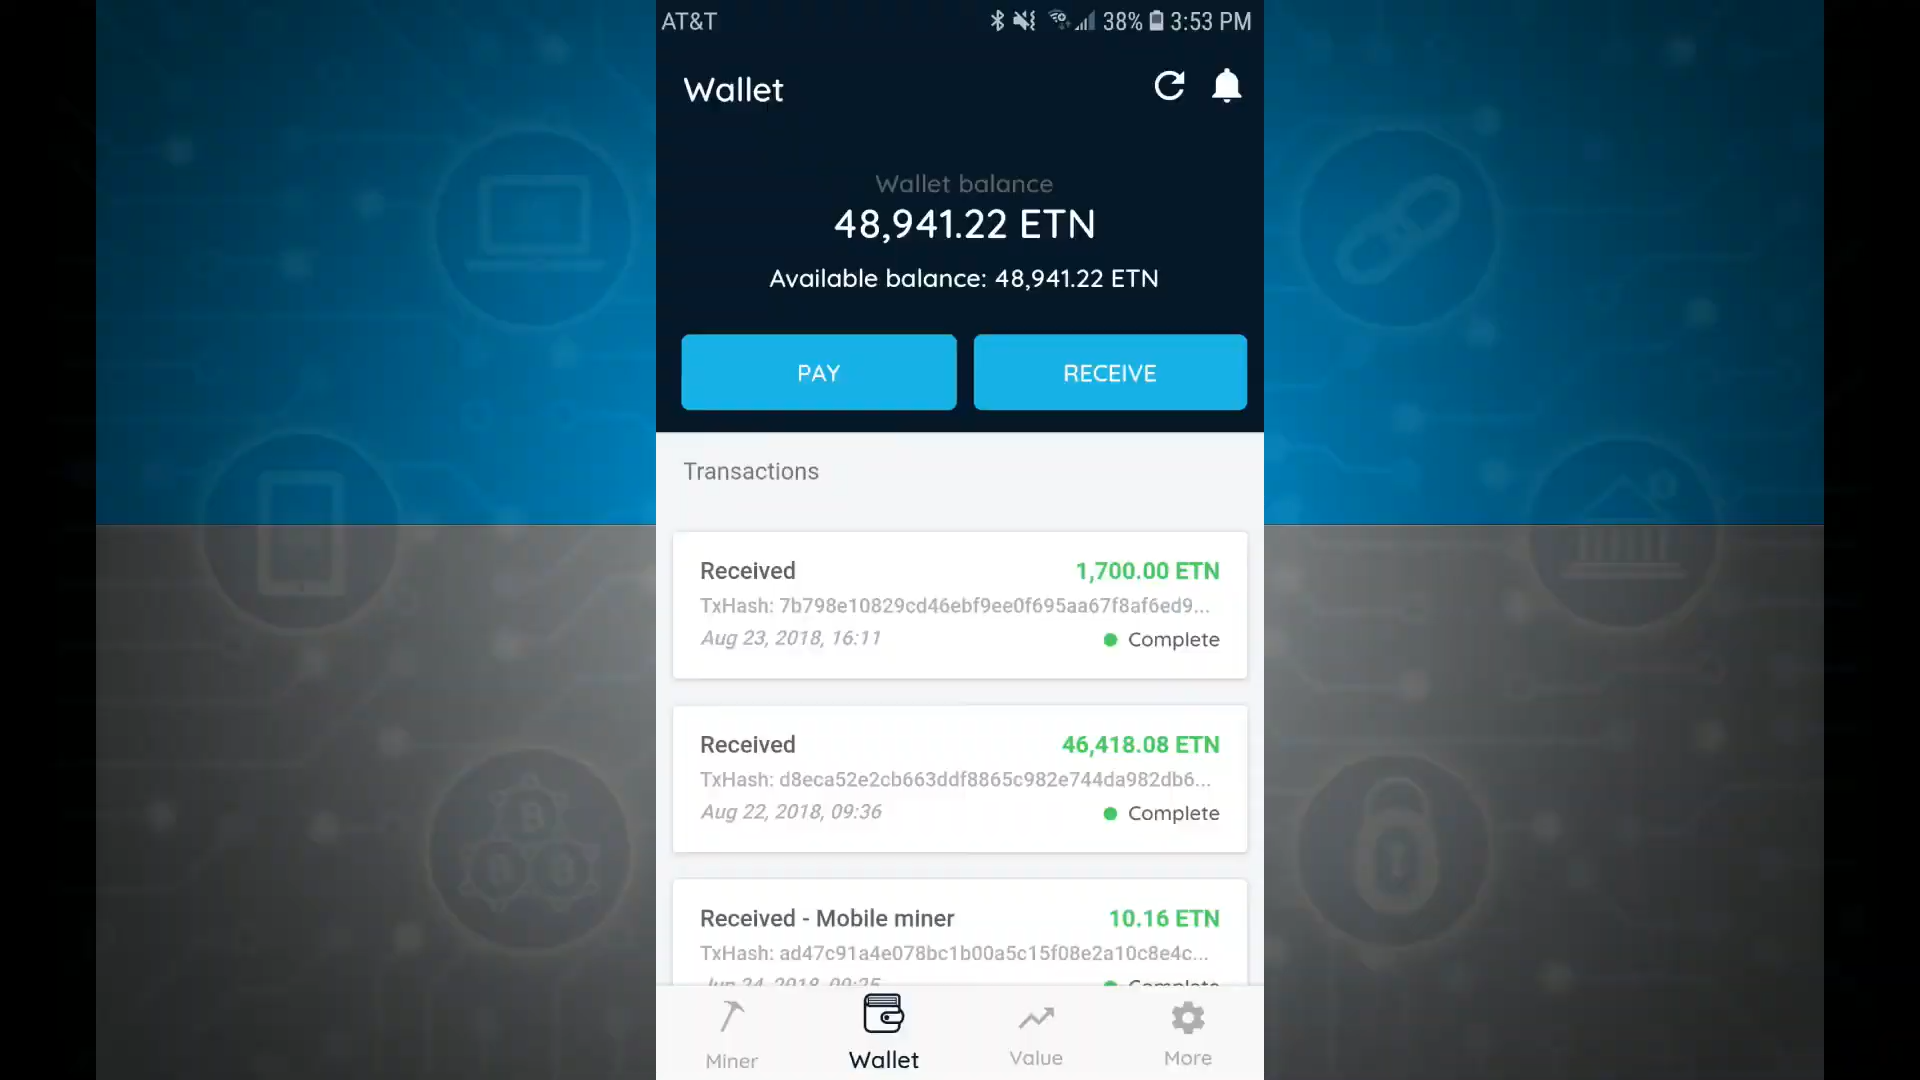 AT&T 38% 3:53 PM
Wallet
Wallet balance
48,941.22 ETN
Available balance: 48,941.22 ETN
PAY RECEIVE
Transactions
Received 1,700.00 ETN
TxHash: 7b798e10829cd46ebf9ee0f695aa67f8af6ed9...
Aug 23, 2018, 16:11 Complete
Received 46,418.08 ETN
TxHash: d8eca52e2cb663ddf8865c982e744da982db6...
Aug 22, 2018, 09:36 Complete
Received - Mobile miner 10.16 ETN
TxHash: ad47c91a4e078bc1b00a5c15f08e2a10c8e4c...
2018, Complete
Miner Wallet Value More